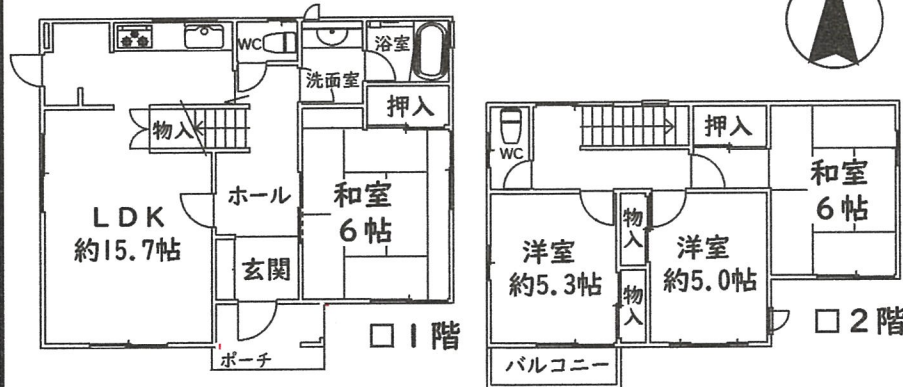 WC
浴室
洗面室
押入
物入
ホール
和室
6帖
LDK
約15.7帖
玄関
ポーチ
□1階
WC
押入
和室
6帖
物入
洋室
約5.3帖
洋室
約5.0帖
物入
バルコニー
□2階